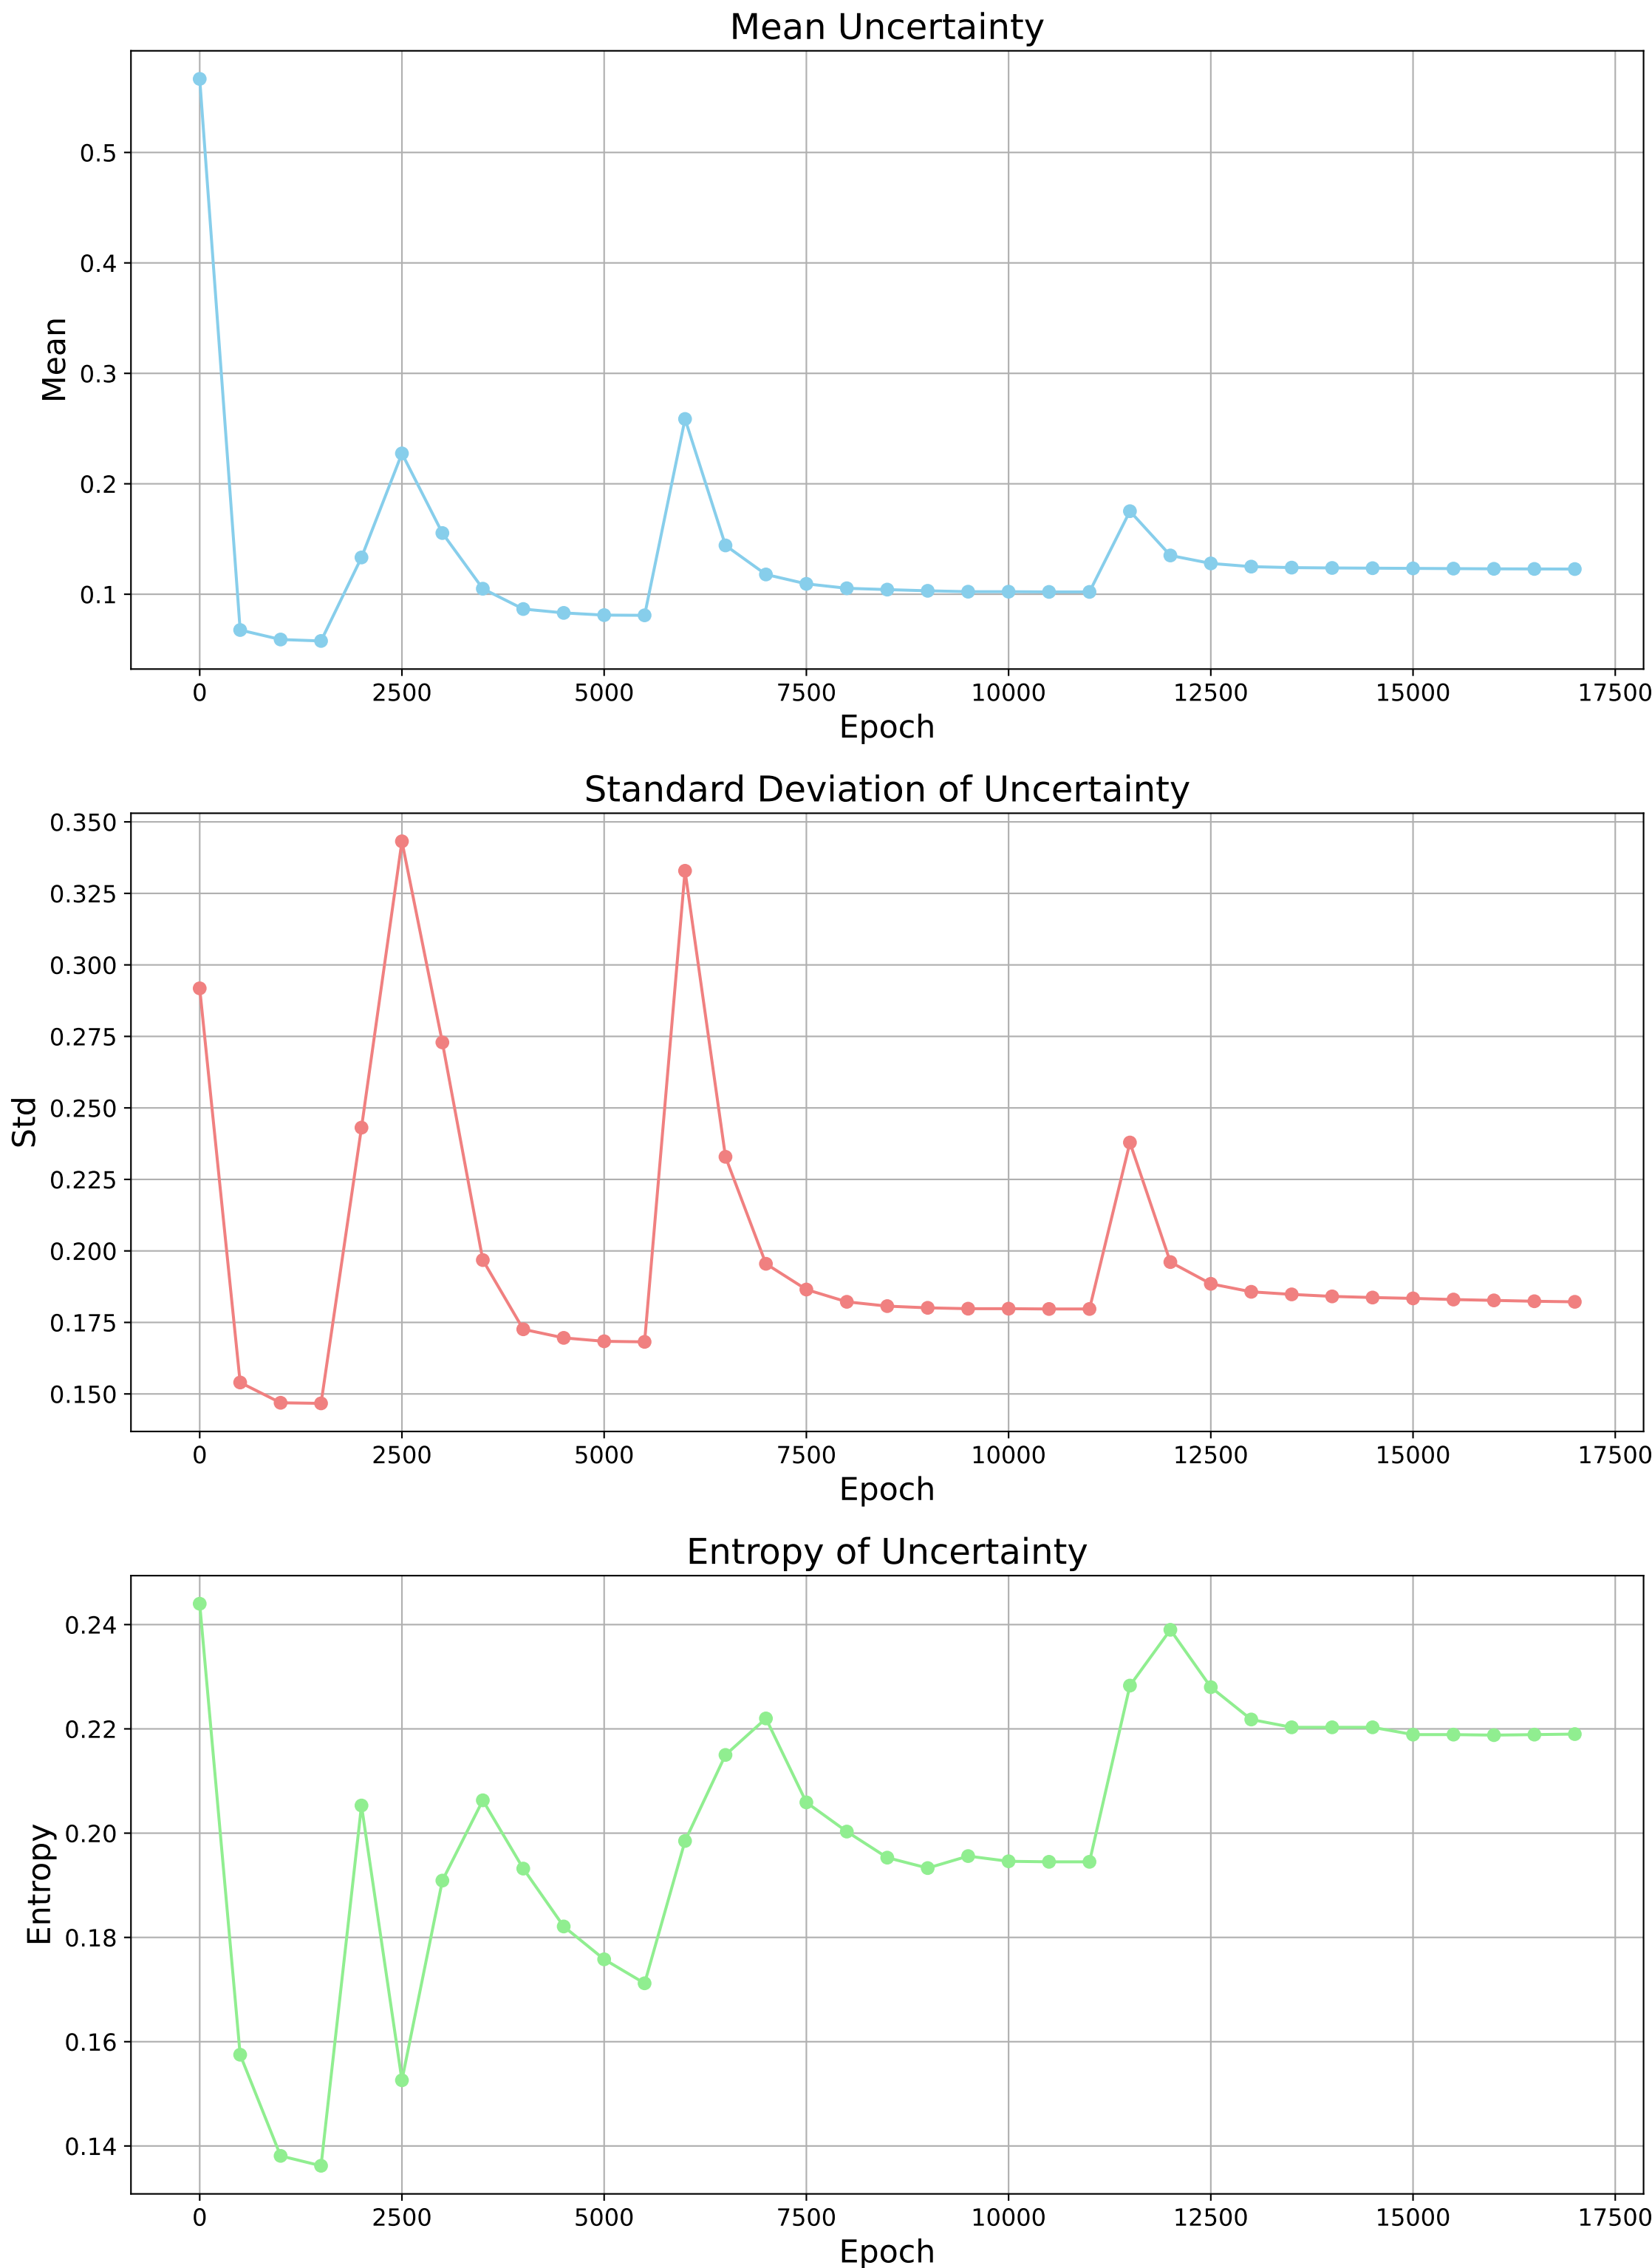 Mean Uncertainty
0.5
0.4
0.3
0.2
0.1
Mean
0 2500 5000 7500 10000 12500 15000 17500
Epoch
Standard Deviation of Uncertainty
0.350
0.325
0.300
0.275
0.250
0.225
0.200
0.175
0.150
Std
0 2500 5000 7500 10000 12500 15000 17500
Epoch
Entropy of Uncertainty
0.24
0.22
0.20
0.18
0.16
0.14
Entropy
0 2500 5000 7500 10000 12500 15000 17500
Epoch